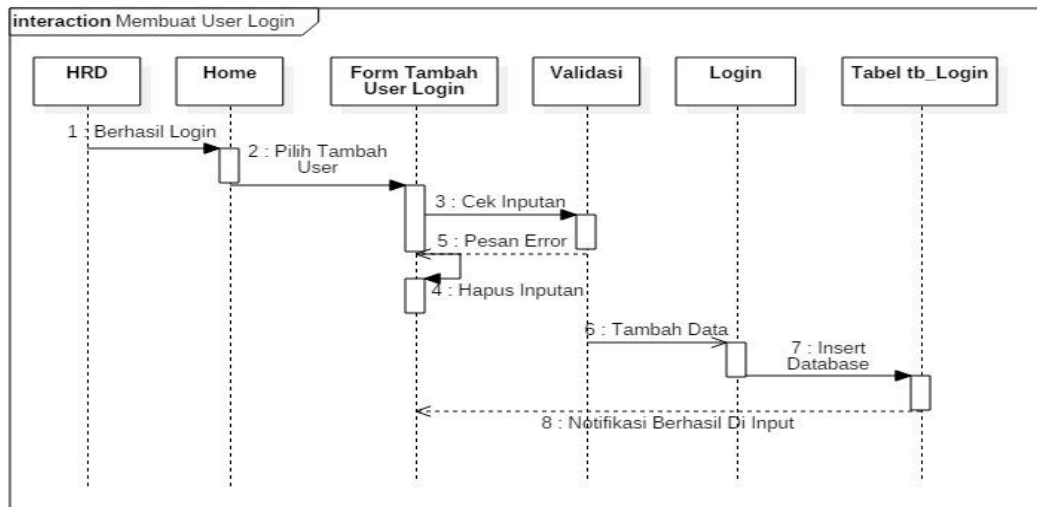 interaction Membuat User Login
HRD
Home
Form Tambah
User Login
Validasi
Login
Tabel tb_Login
1 : Berhasil Login
2 : Pilih Tambah
User
3 : Cek Inputan
5 : Pesan Error
4 : Hapus Inputan
6 : Tambah Data
7 : Insert
Database
8 : Notifikasi Berhasil Di Input